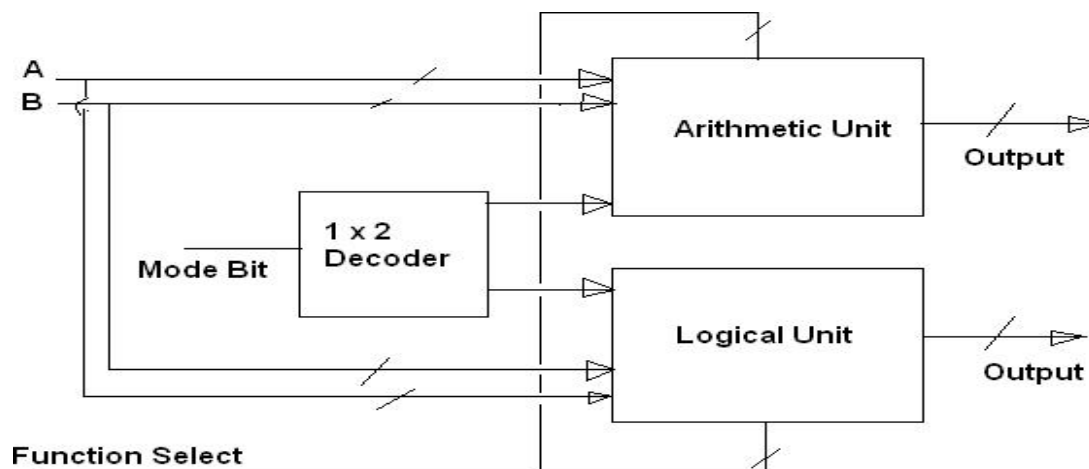 A
B
Arithmetic Unit
Output
1 x 2
Decoder
Mode Bit
Logical Unit
Output
Function Select